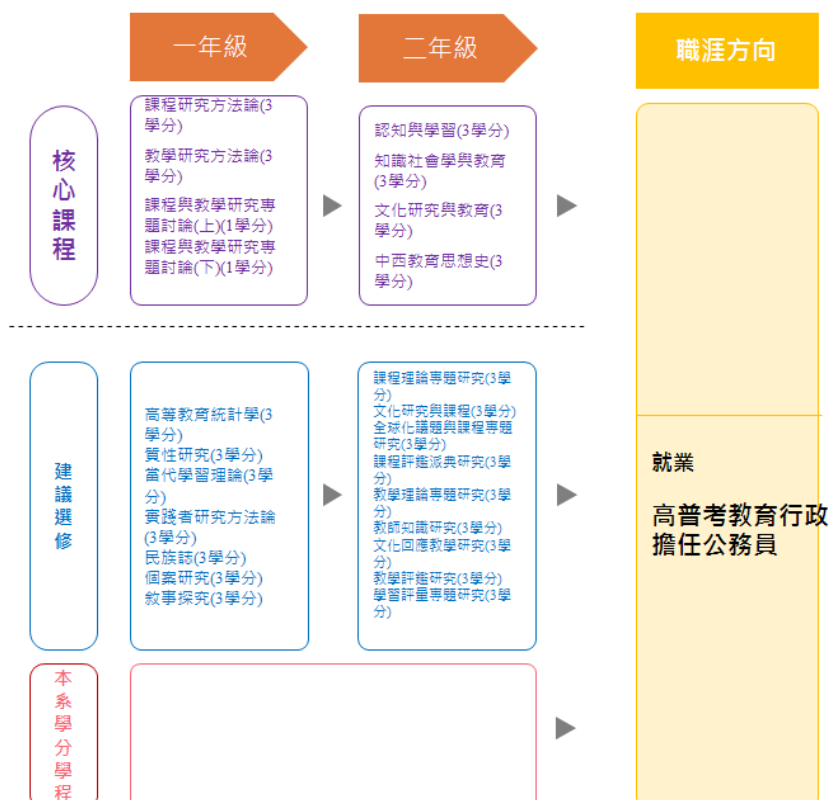 一年級
二年級
職涯方向
核心課程
課程研究方法論(3
學分)
教學研究方法論(3
學分)
課程與教學研究專
題討論(上)(1學分)
課程與教學研究專
題討論(下)(1學分)
認知與學習(3學分)
知識社會學與教育
(3學分)
文化研究與教育(3
學分)
中西教育思想史(3
學分)
建議選修
高等教育統計學(3
學分)
質性研究(3學分)
當代學習理論(3學
分)
實踐者研究方法論
(3學分)
民族誌(3學分)
個案研究(3學分)
敘事探究(3學分)
課程理論專題研究(3學
分)
文化研究與課程(3學分)
全球化議題與課程專題
研究(3學分)
課程評鑑派典研究(3學
分)
教學理論專題研究(3學
分)
教師知識研究(3學分)
文化回應教學研究(3學
分)
教學評鑑研究(3學分)
學習評量專題研究(3學
分)
就業
高普考教育行政
擔任公務員
本系學分學程